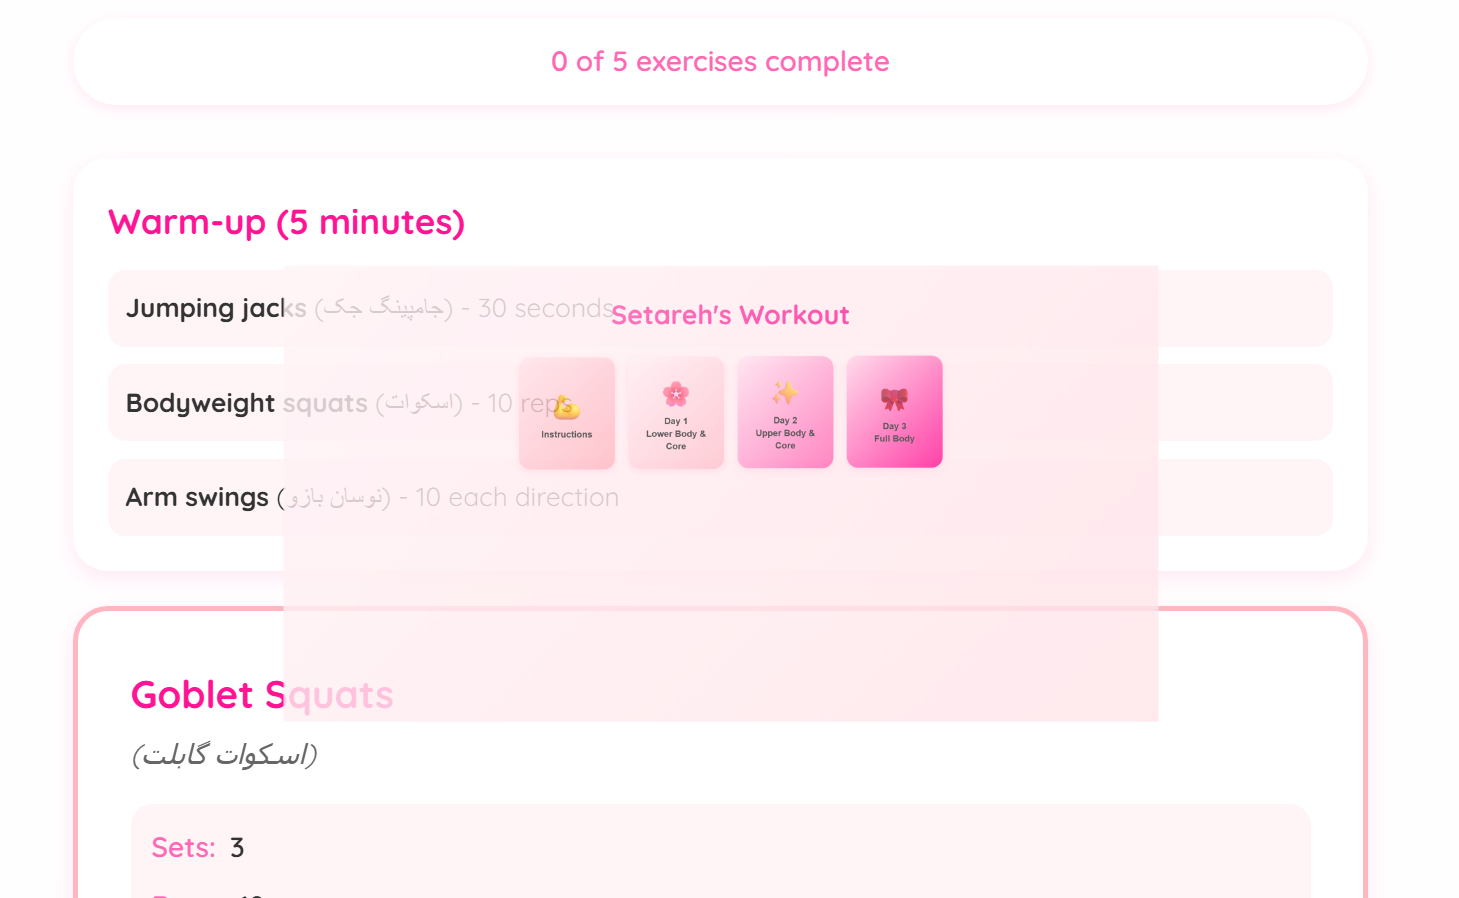 0 of 5 exercises complete
Warm-up (5 minutes)
Jumping jacks (جامپینگ جک) - 30 seconds
Setareh's Workout
Bodyweight squats (اسکوات) - 10 reps
Instructions
Day 1
Lower Body &
Core
Day 2
Upper Body &
Core
Day 3
Full Body
Arm swings (نوسان بازو) - 10 each direction
Goblet Squats
(اسکوات گابلت)
Sets: 3